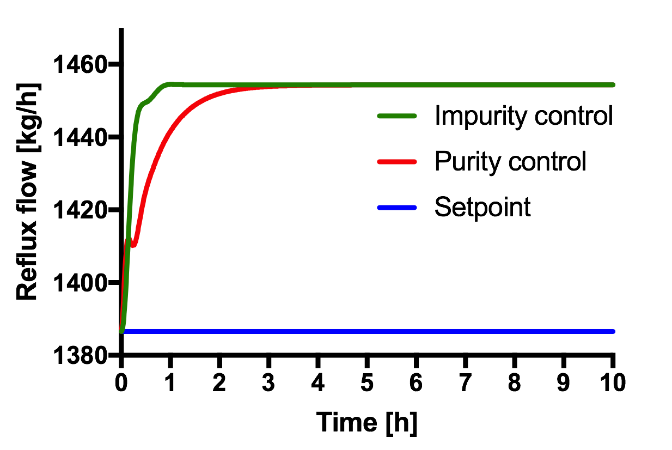 Reflux flow [kg/h]
1460
1440
1420
1400
1380
Impurity control
Purity control
Setpoint
0 1 2 3 4 5 6 7 8 9 10
Time [h]